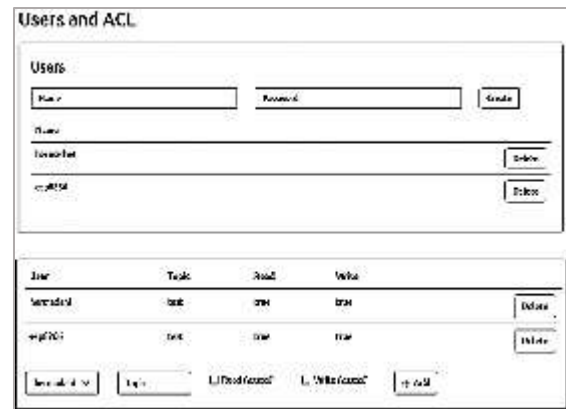 Users and ACL
Users
Name Password Create
Name
Delete
Delete
User Topic Read Write
test true true Delete
test true true Delete
Topic Read Access? Write Access? + Add